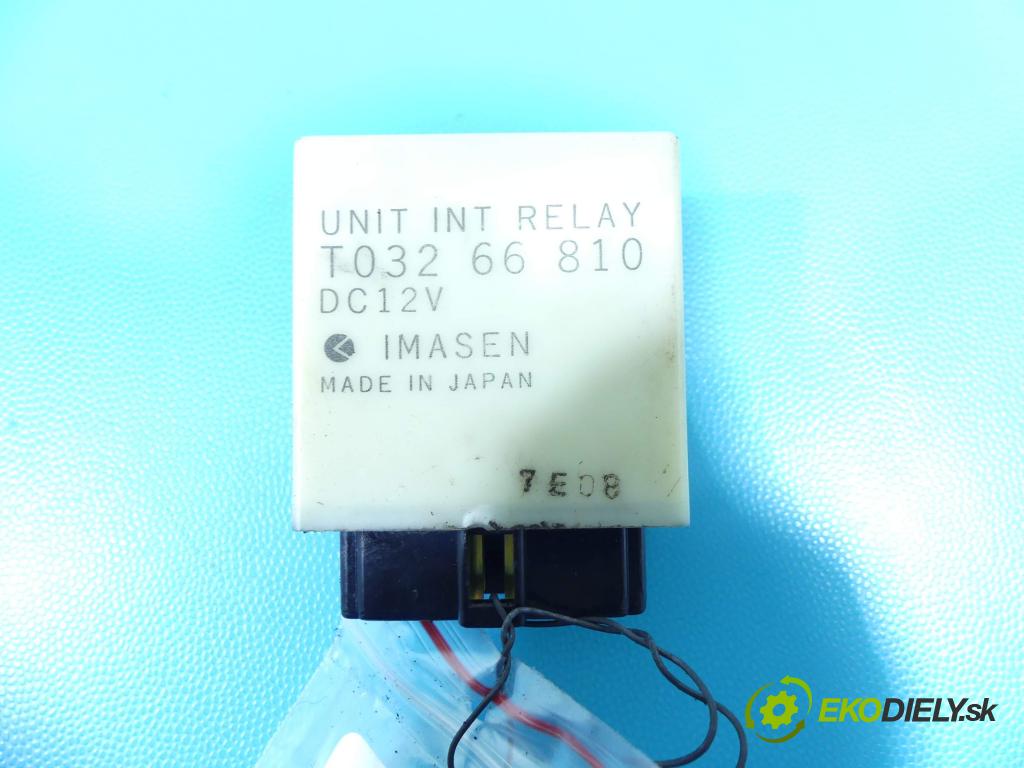 UNIT INT RELAY
T032 66 810
DC12V
IMASEN
MADE IN JAPAN
7E08
EKODIELY.sk